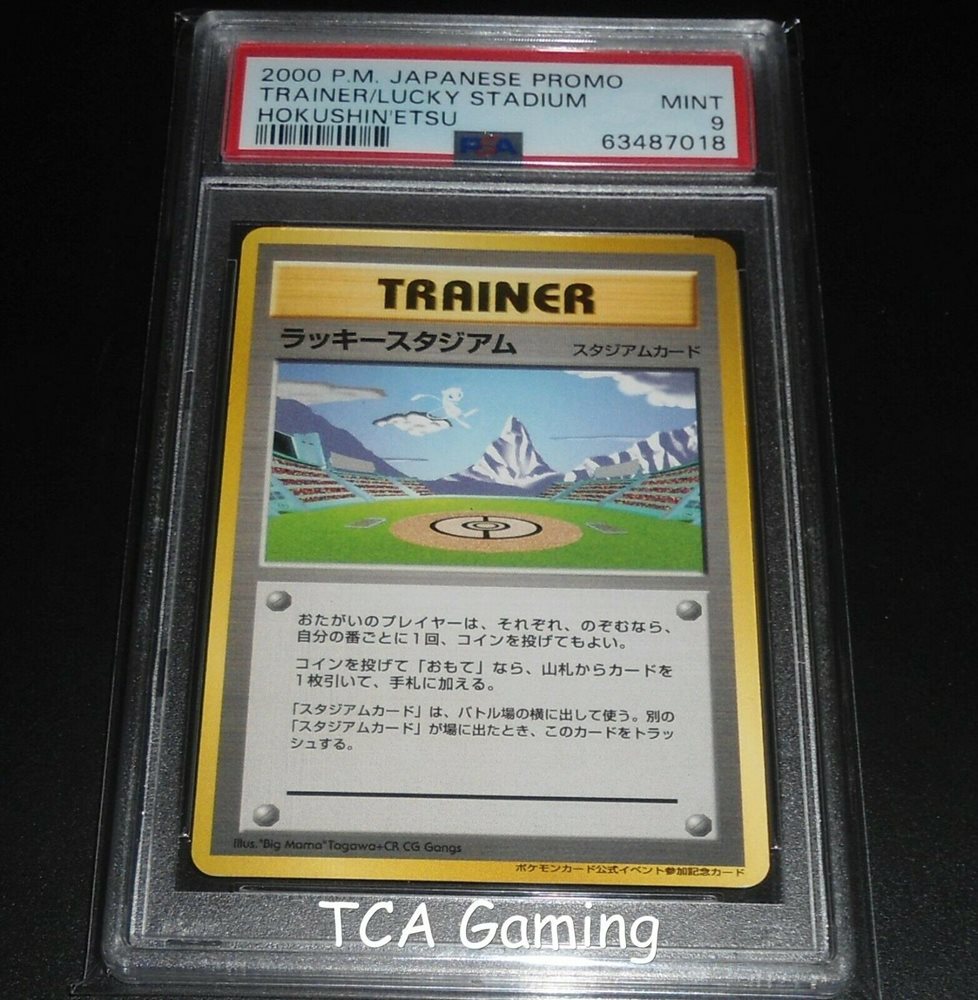 2000 P.M. JAPANESE PROMO
TRAINER/LUCKY STADIUM MINT
HOKUSHIN'ETSU 9
PSA 63487018
TRAINER
ラッキースタジアム スタジアムカード
おたがいのプレイヤーは、それぞれ、のぞむなら、
自分の番ごとに1回、コインを投げてもよい。
コインを投げて「おもて」なら、山札からカードを
1枚引いて、手札に加える。
「スタジアムカード」は、バトル場の横に出して使う。別の
「スタジアムカード」が場に出たとき、このカードをトラッ
シュする。
Illus."Big Mama"Tagawa+CR CG Gangs
ポケモンカード公式イベント参加記念カード
TCA Gaming